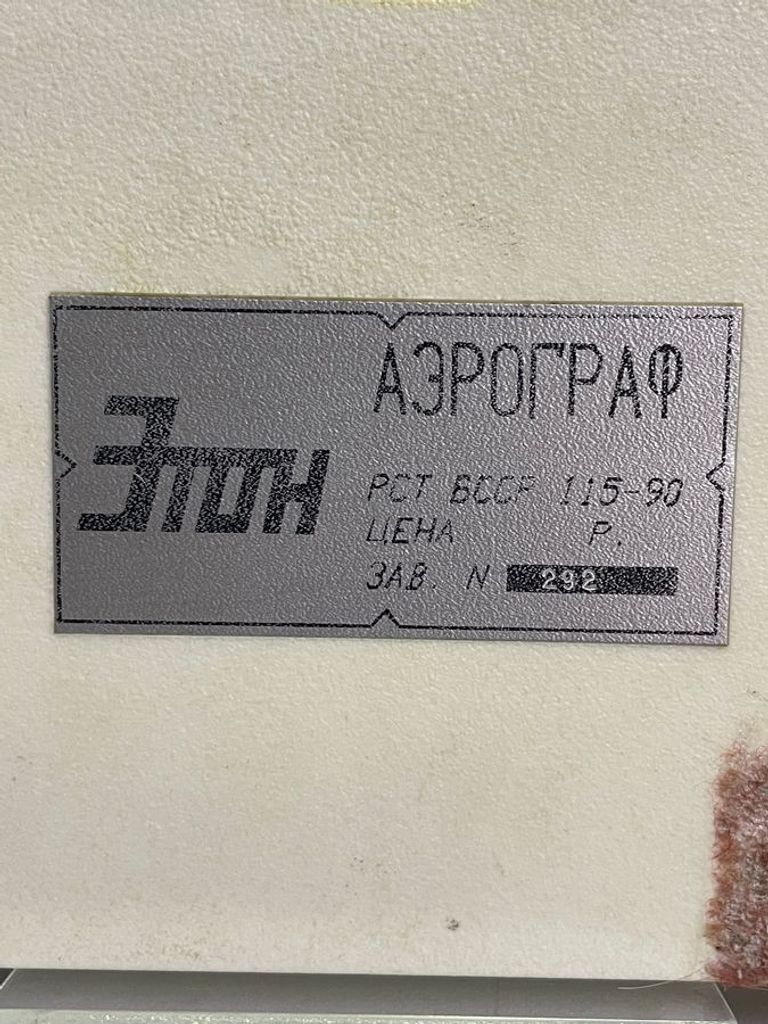 АЭРОГРАФ
Этон
РСТ БССР 115-90
ЦЕНА Р.
ЗАВ. N 292